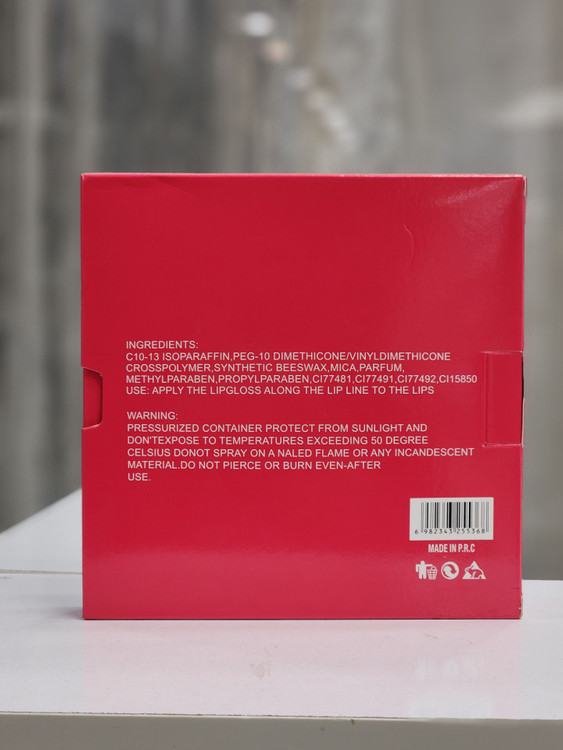 INGREDIENTS:
C10-13 ISOPARAFFIN,PEG-10 DIMETHICONE/VINYLDIMETHICONE
CROSSPOLYMER,SYNTHETIC BEESWAX,MICA,PARFUM,
METHYLPARABEN,PROPYLPARABEN,CI77481,CI77491,CI77492,CI15850
USE: APPLY THE LIPGLOSS ALONG THE LIP LINE TO THE LIPS
WARNING:
PRESSURIZED CONTAINER PROTECT FROM SUNLIGHT AND
DON'TEXPOSE TO TEMPERATURES EXCEEDING 50 DEGREE
CELSIUS DONOT SPRAY ON A NALED FLAME OR ANY INCANDESCENT
MATERIAL.DO NOT PIERCE OR BURN EVEN-AFTER
USE.
6 982343 255368
MADE IN P.R.C